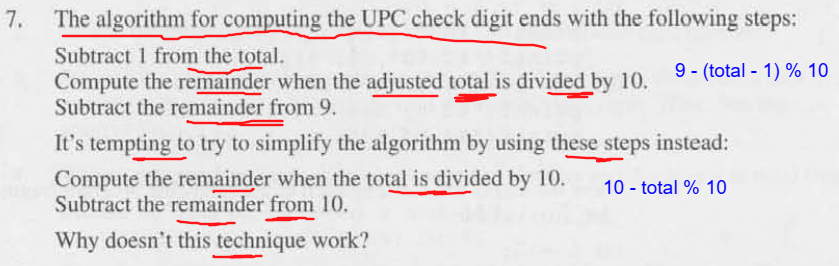 7. The algorithm for computing the UPC check digit ends with the following steps:
Subtract 1 from the total.
Compute the remainder when the adjusted total is divided by 10. 9 - (total - 1) % 10
Subtract the remainder from 9.
It's tempting to try to simplify the algorithm by using these steps instead:
Compute the remainder when the total is divided by 10. 10 - total % 10
Subtract the remainder from 10.
Why doesn't this technique work?